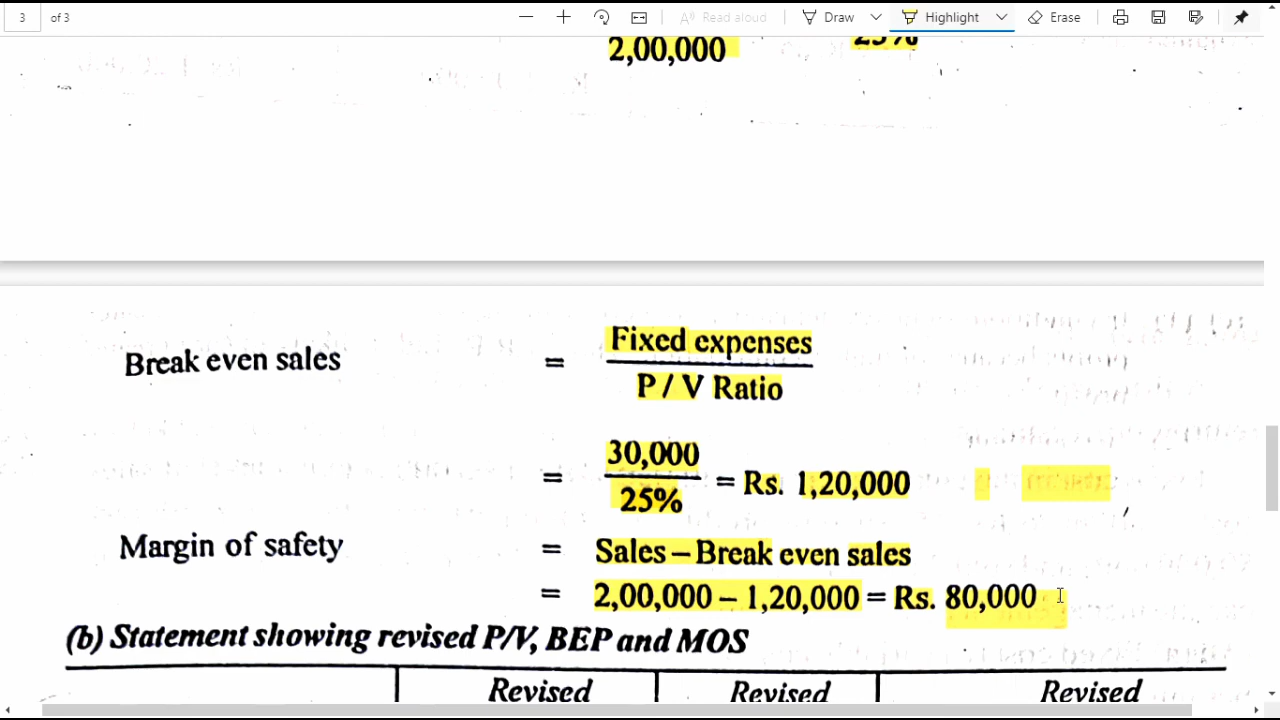 3 of 3 Read aloud Draw Highlight Erase
2,00,000 25%
Break even sales = Fixed expenses
P / V Ratio
= 30,000
25% = Rs. 1,20,000
Margin of safety = Sales – Break even sales
= 2,00,000 – 1,20,000 = Rs. 80,000
(b) Statement showing revised P/V, BEP and MOS
Revised Revised Revised